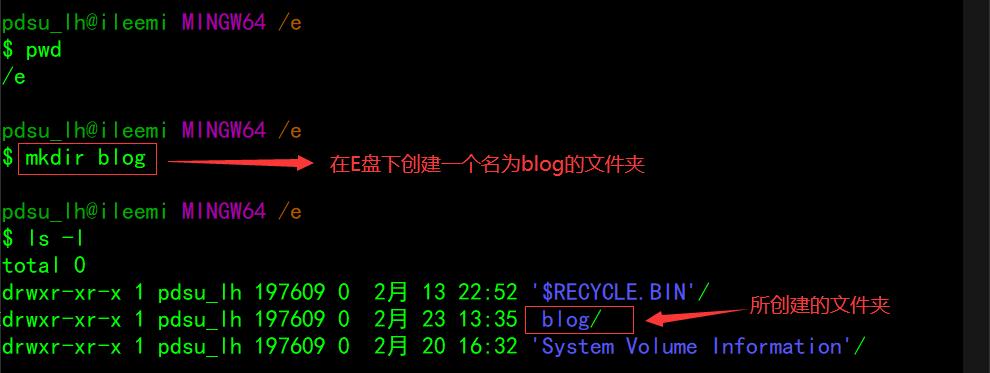 pdsu_lh@ileemi MINGW64 /e
$ pwd
/e
pdsu_lh@ileemi MINGW64 /e
$ mkdir blog 在E盘下创建一个名为blog的文件夹
pdsu_lh@ileemi MINGW64 /e
$ ls -l
total 0
drwxr-xr-x 1 pdsu_lh 197609 0  2月 13 22:52 '$RECYCLE.BIN'/
drwxr-xr-x 1 pdsu_lh 197609 0  2月 23 13:35  blog/ 所创建的文件夹
drwxr-xr-x 1 pdsu_lh 197609 0  2月 20 16:32 'System Volume Information'/